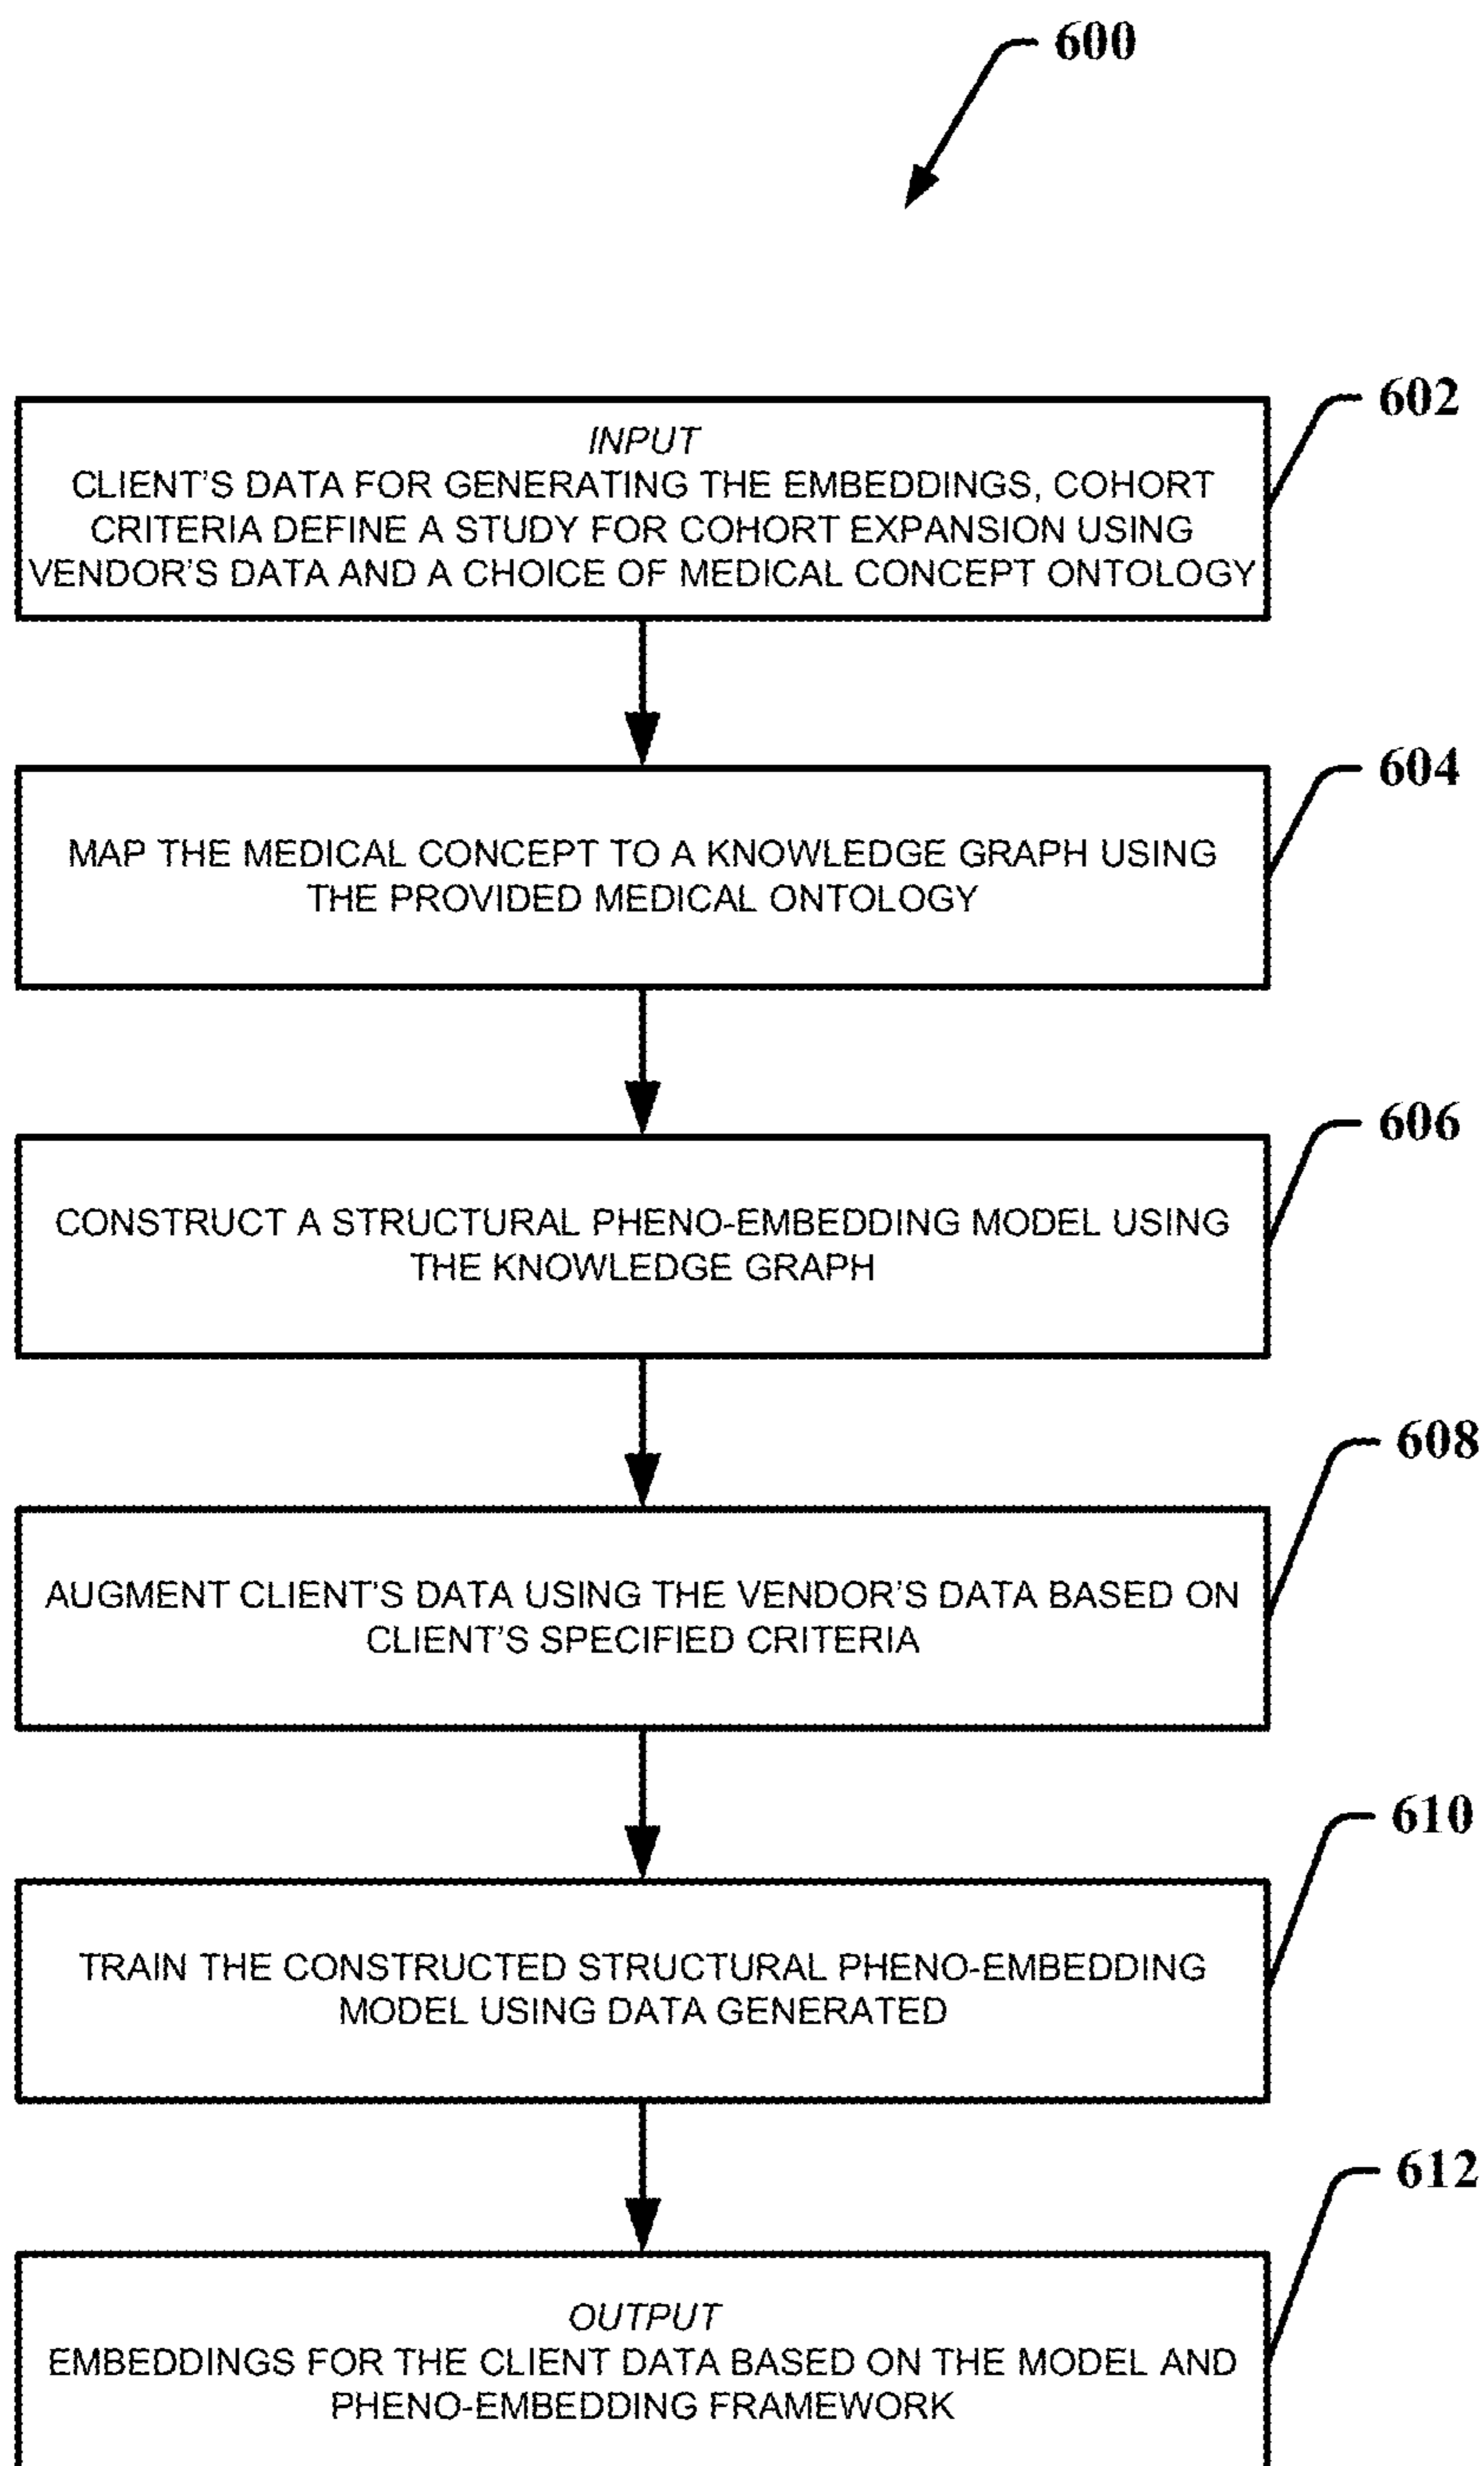 600
602
INPUT
CLIENT'S DATA FOR GENERATING THE EMBEDDINGS, COHORT
CRITERIA DEFINE A STUDY FOR COHORT EXPANSION USING
VENDOR'S DATA AND A CHOICE OF MEDICAL CONCEPT ONTOLOGY
604
MAP THE MEDICAL CONCEPT TO A KNOWLEDGE GRAPH USING
THE PROVIDED MEDICAL ONTOLOGY
606
CONSTRUCT A STRUCTURAL PHENO-EMBEDDING MODEL USING
THE KNOWLEDGE GRAPH
608
AUGMENT CLIENT'S DATA USING THE VENDOR'S DATA BASED ON
CLIENT'S SPECIFIED CRITERIA
610
TRAIN THE CONSTRUCTED STRUCTURAL PHENO-EMBEDDING
MODEL USING DATA GENERATED
612
OUTPUT
EMBEDDINGS FOR THE CLIENT DATA BASED ON THE MODEL AND
PHENO-EMBEDDING FRAMEWORK